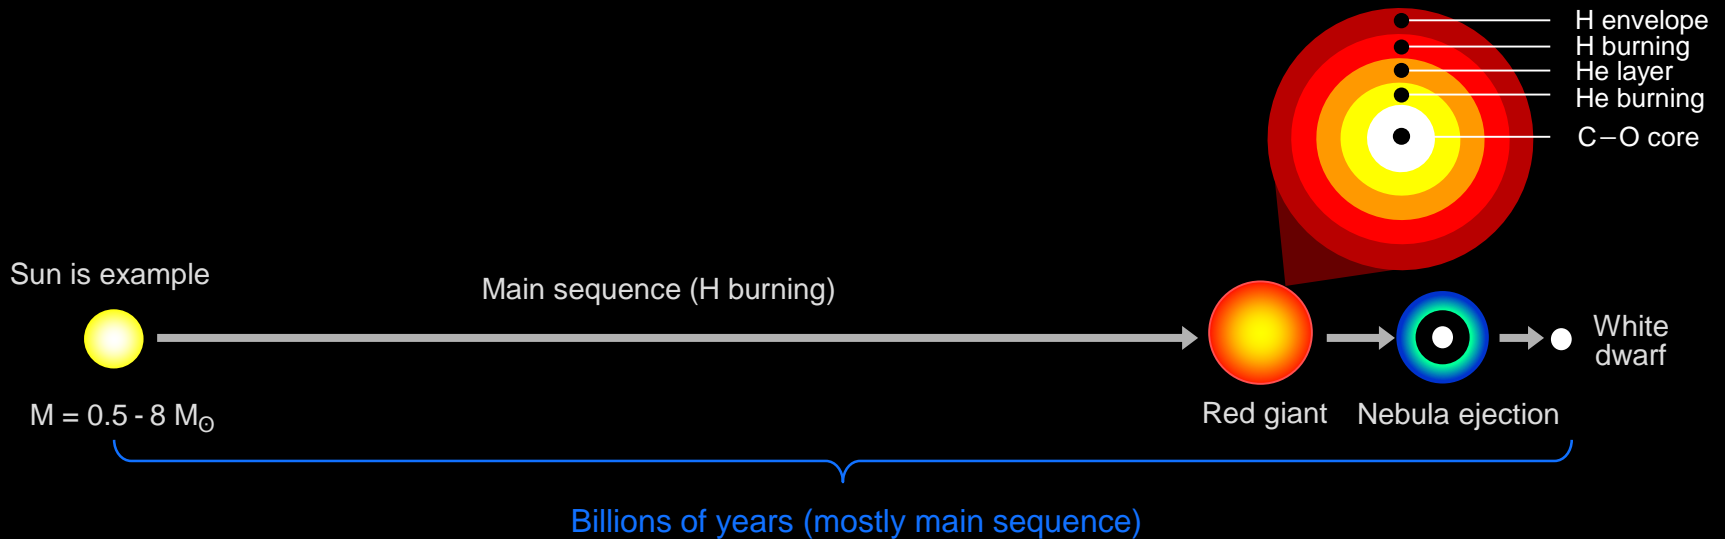 H envelope
H burning
He layer
He burning
C–O core
Sun is example
Main sequence (H burning)
White
dwarf
M = 0.5 - 8 M☉
Red giant
Nebula ejection
Billions of years (mostly main sequence)